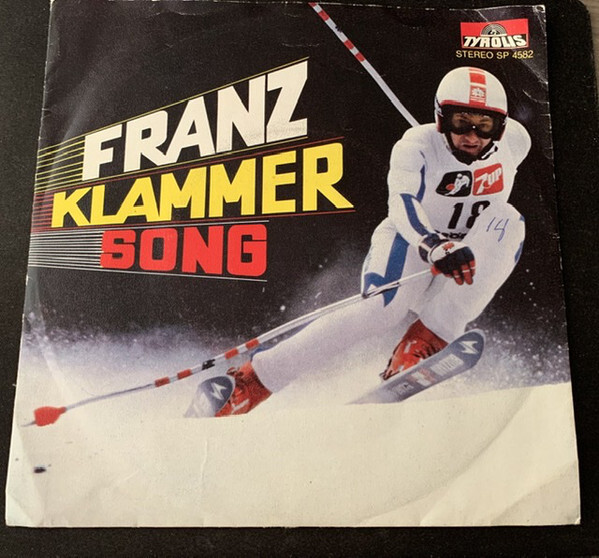 TYROLIS
STEREO SP 4582
FRANZ
KLAMMER
SONG
7UP
18
14